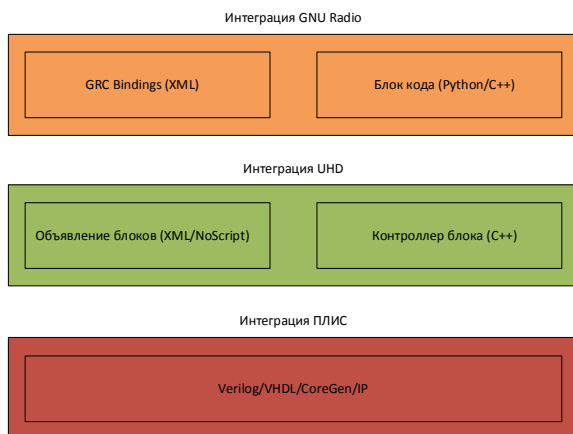 Интеграция GNU Radio
GRC Bindings (XML)
Блок кода (Python/C++)
Интеграция UHD
Объявление блоков (XML/NoScript)
Контроллер блока (C++)
Интеграция ПЛИС
Verilog/VHDL/CoreGen/IP